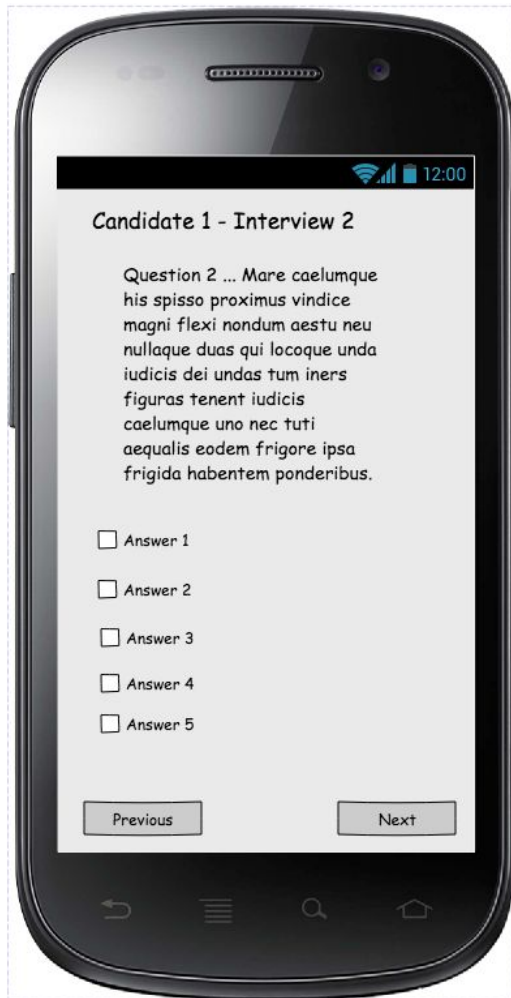 12:00
Candidate 1 - Interview 2
Question 2 ... Mare caelumque
his spisso proximus vindice
magni flexi nondum aestu neu
nullaque duas qui locoque unda
iudicis dei undas tum iners
figuras tenent iudicis
caelumque uno nec tuti
aequalis eodem frigore ipsa
frigida habentem ponderibus.
Answer 1
Answer 2
Answer 3
Answer 4
Answer 5
Previous
Next